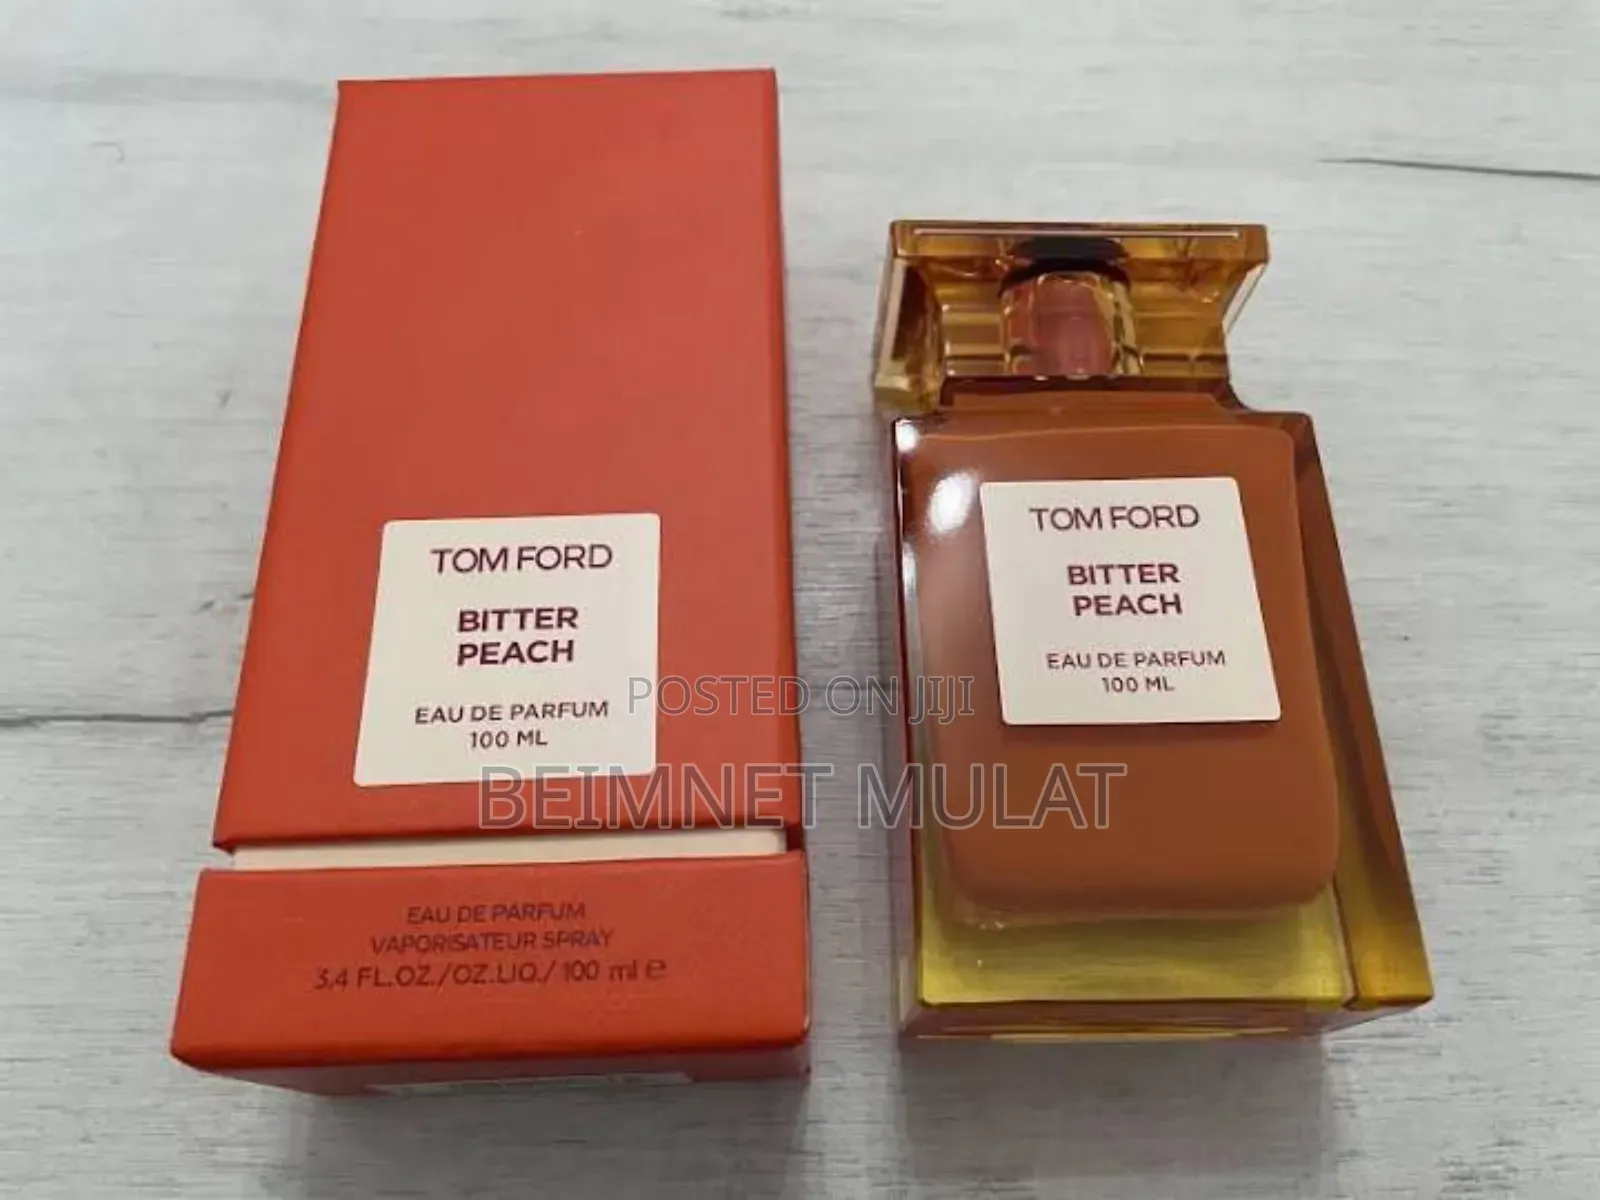 TOM FORD
BITTER
PEACH
EAU DE PARFUM
100 ML
EAU DE PARFUM
VAPORISATEUR SPRAY
3.4 FL.OZ./OZ.LIQ./ 100 ml ℮
TOM FORD
BITTER
PEACH
EAU DE PARFUM
100 ML
POSTED ON JIJI
BEIMNET MULAT